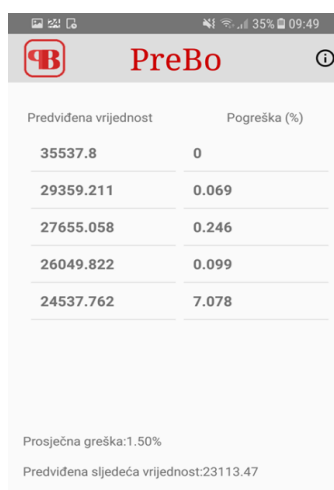 35% 09:49
PB PreBo
Predviđena vrijednost Pogreška (%)
35537.8 0
29359.211 0.069
27655.058 0.246
26049.822 0.099
24537.762 7.078
Prosječna greška:1.50%
Predviđena sljedeća vrijednost:23113.47